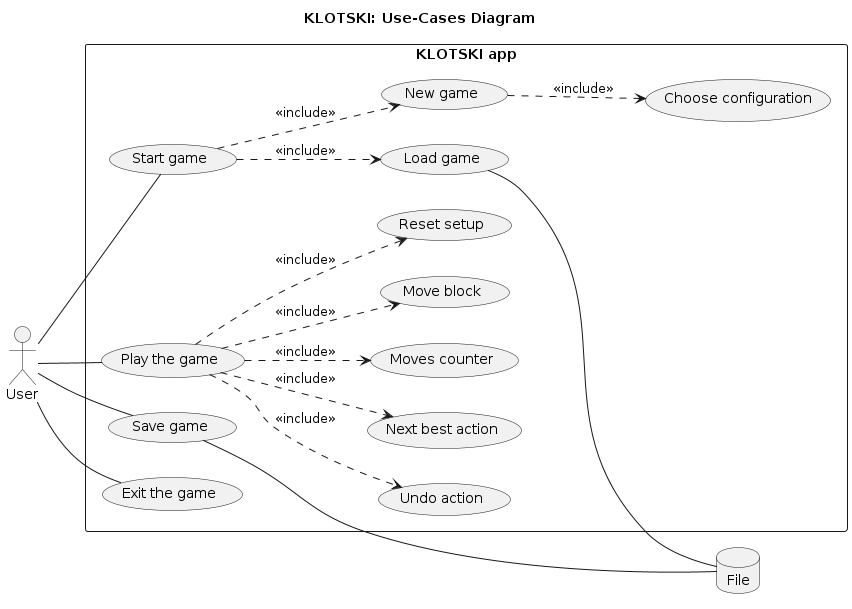 KLOTSKI: Use-Cases Diagram
KLOTSKI app
New game
«include»
Choose configuration
«include»
Start game
«include»
Load game
Reset setup
«include»
Move block
«include»
Play the game
«include»
Moves counter
«include»
User
Save game
«include»
Next best action
Exit the game
Undo action
File